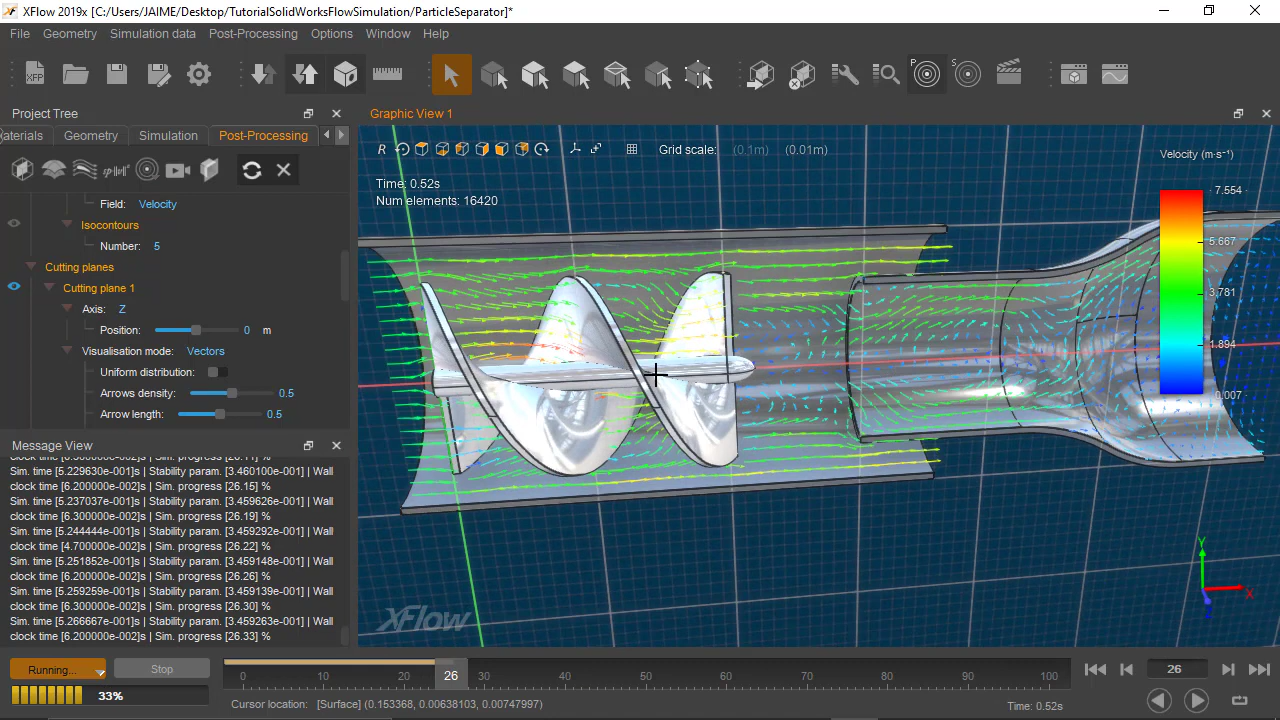 XFlow 2019x [C:/Users/JAIME/Desktop/TutorialSolidWorksFlowSimulation/ParticleSeparator]*
File Geometry Simulation data Post-Processing Options Window Help
XFP
P
S
Project Tree
Graphic View 1
aterials Geometry Simulation Post-Processing
R
Grid scale: (0.1m) (0.01m)
Velocity (m·s⁻¹)
Time: 0.52s
Num elements: 16420
7.554
5.667
3.781
1.894
0.007
Field: Velocity
Isocontours
Number: 5
Cutting planes
Cutting plane 1
Axis: Z
Position: 0 m
Visualisation mode: Vectors
Uniform distribution:
Arrows density: 0.5
Arrow length: 0.5
Message View
Sim. time [5.229630e-001]s | Stability param. [3.460100e-001] | Wall
clock time [6.200000e-002]s | Sim. progress [26.15] %
Sim. time [5.237037e-001]s | Stability param. [3.459626e-001] | Wall
clock time [6.300000e-002]s | Sim. progress [26.19] %
Sim. time [5.244444e-001]s | Stability param. [3.459292e-001] | Wall
clock time [4.700000e-002]s | Sim. progress [26.22] %
Sim. time [5.251852e-001]s | Stability param. [3.459148e-001] | Wall
clock time [6.200000e-002]s | Sim. progress [26.26] %
Sim. time [5.259259e-001]s | Stability param. [3.459139e-001] | Wall
clock time [6.300000e-002]s | Sim. progress [26.30] %
Sim. time [5.266667e-001]s | Stability param. [3.459263e-001] | Wall
clock time [6.200000e-002]s | Sim. progress [26.33] %
XFlow
Y
X
Running... Stop
33%
0 10 20 26 30 40 50 60 70 80 90 100
26
Cursor location: [Surface] (0.153368, 0.00638103, 0.00747997)
Time: 0.52s